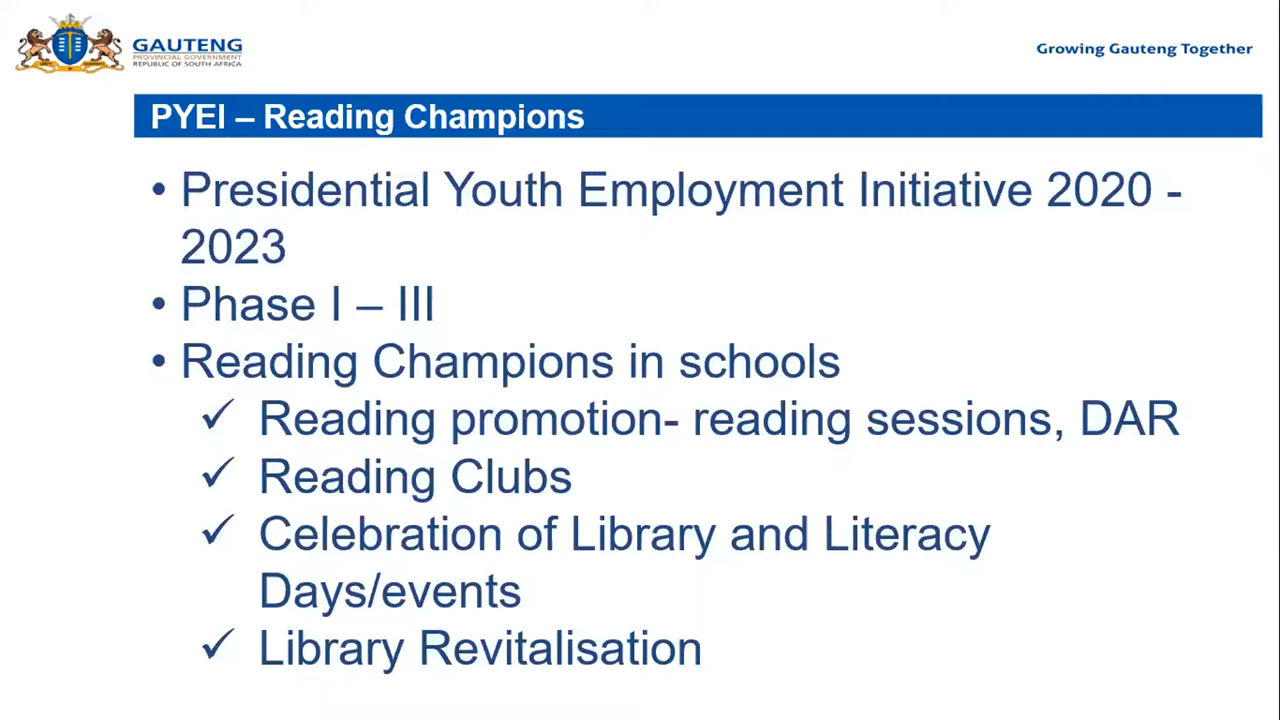 GAUTENG
PROVINCIAL GOVERNMENT
REPUBLIC OF SOUTH AFRICA
Growing Gauteng Together
PYEI – Reading Champions
• Presidential Youth Employment Initiative 2020 -
2023
• Phase I – III
• Reading Champions in schools
✓ Reading promotion- reading sessions, DAR
✓ Reading Clubs
✓ Celebration of Library and Literacy
Days/events
✓ Library Revitalisation